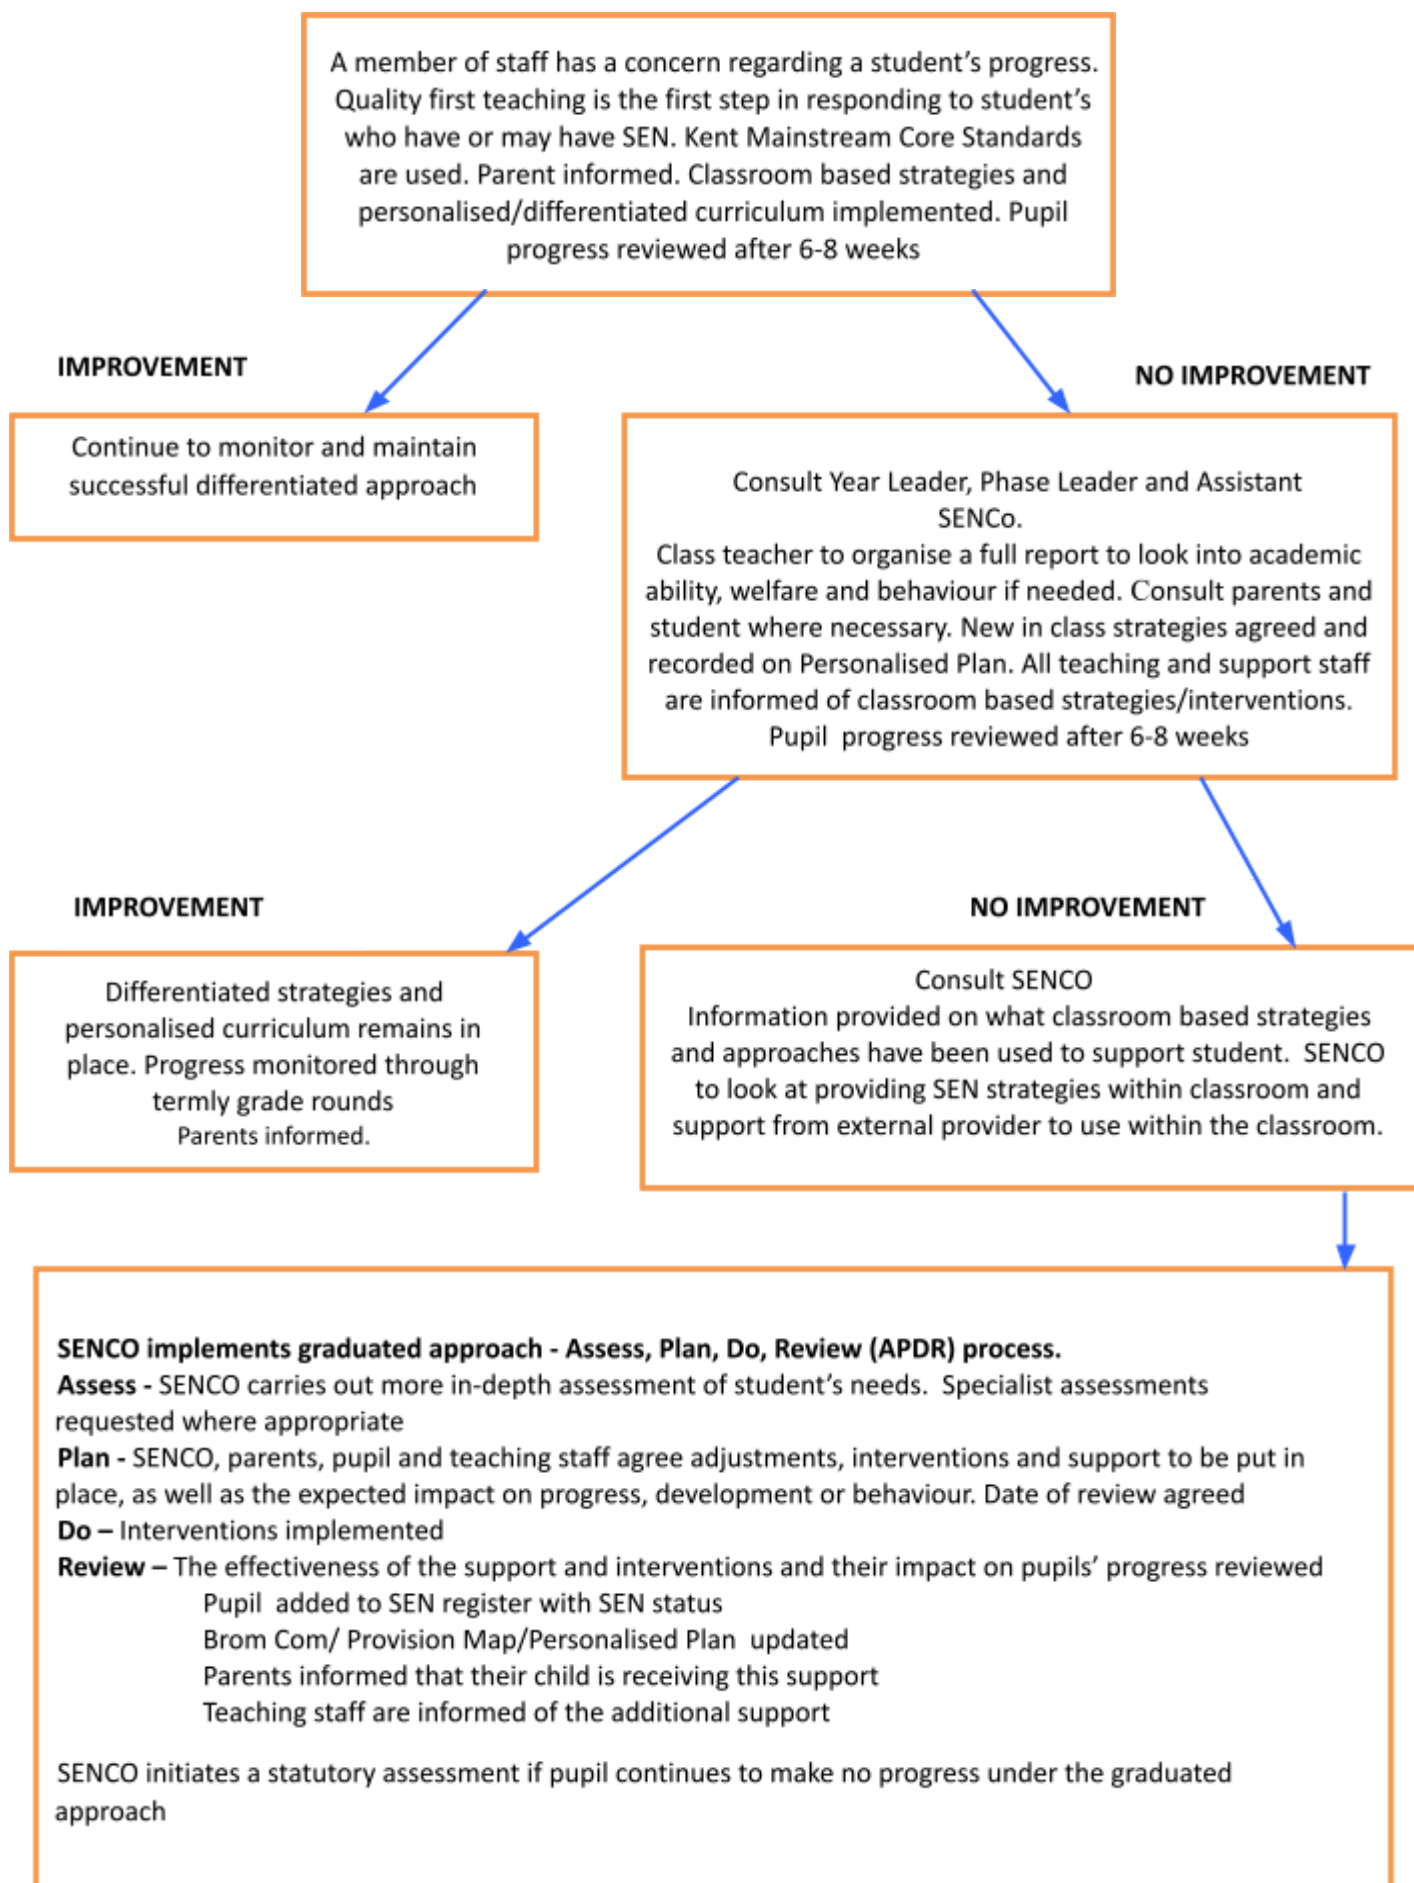 A member of staff has a concern regarding a student’s progress.
Quality first teaching is the first step in responding to student’s
who have or may have SEN. Kent Mainstream Core Standards
are used. Parent informed. Classroom based strategies and
personalised/differentiated curriculum implemented. Pupil
progress reviewed after 6-8 weeks
IMPROVEMENT
NO IMPROVEMENT
Continue to monitor and maintain
successful differentiated approach
Consult Year Leader, Phase Leader and Assistant
SENCo.
Class teacher to organise a full report to look into academic
ability, welfare and behaviour if needed. Consult parents and
student where necessary. New in class strategies agreed and
recorded on Personalised Plan. All teaching and support staff
are informed of classroom based strategies/interventions.
Pupil  progress reviewed after 6-8 weeks
IMPROVEMENT
NO IMPROVEMENT
Differentiated strategies and
personalised curriculum remains in
place. Progress monitored through
termly grade rounds
Parents informed.
Consult SENCO
Information provided on what classroom based strategies
and approaches have been used to support student.  SENCO
to look at providing SEN strategies within classroom and
support from external provider to use within the classroom.
SENCO implements graduated approach - Assess, Plan, Do, Review (APDR) process.
Assess - SENCO carries out more in-depth assessment of student’s needs.  Specialist assessments
requested where appropriate
Plan - SENCO, parents, pupil and teaching staff agree adjustments, interventions and support to be put in
place, as well as the expected impact on progress, development or behaviour. Date of review agreed
Do – Interventions implemented
Review – The effectiveness of the support and interventions and their impact on pupils’ progress reviewed
Pupil  added to SEN register with SEN status
Brom Com/ Provision Map/Personalised Plan  updated
Parents informed that their child is receiving this support
Teaching staff are informed of the additional support
SENCO initiates a statutory assessment if pupil continues to make no progress under the graduated
approach